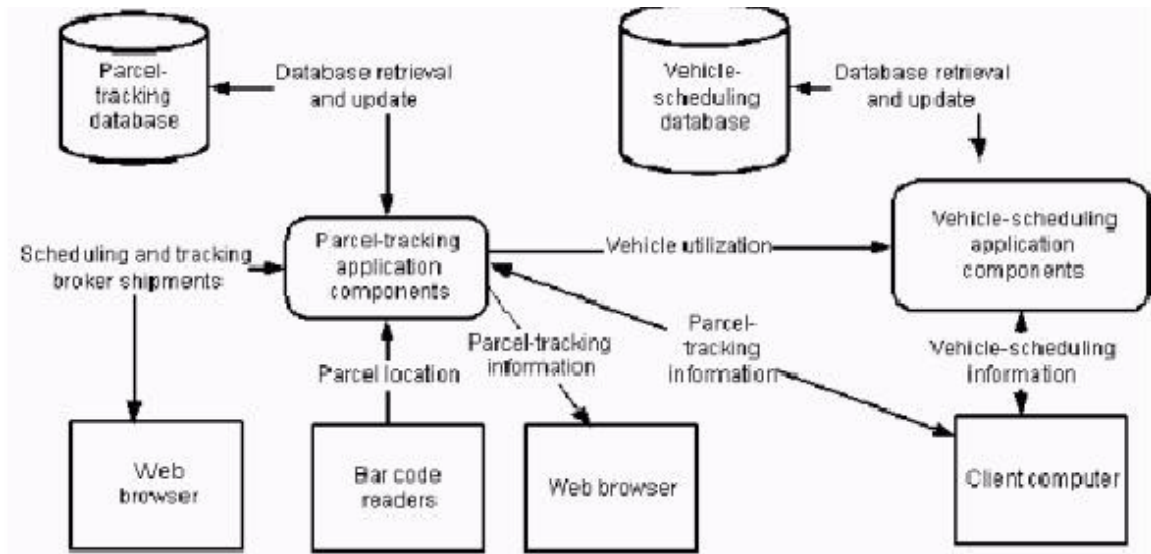 Parcel-
tracking
database
Database retrieval
and update
Vehicle-
scheduling
database
Database retrieval
and update
Scheduling and tracking
broker shipments
Parcel-tracking
application
components
Vehicle utilization
Vehicle-scheduling
application
components
Parcel location
Parcel-tracking
information
Parcel-
tracking
information
Vehicle-scheduling
information
Web
browser
Bar code
readers
Web browser
Client computer